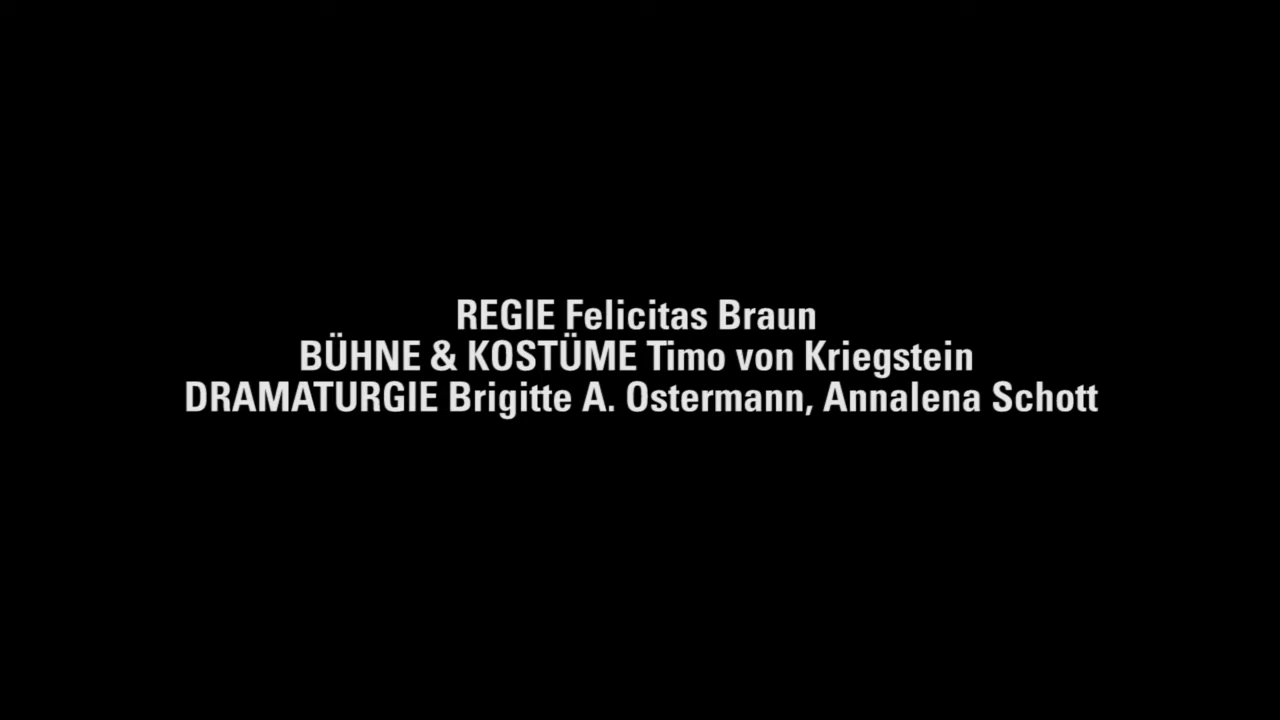 REGIE Felicitas Braun
BÜHNE & KOSTÜME Timo von Kriegstein
DRAMATURGIE Brigitte A. Ostermann, Annalena Schott